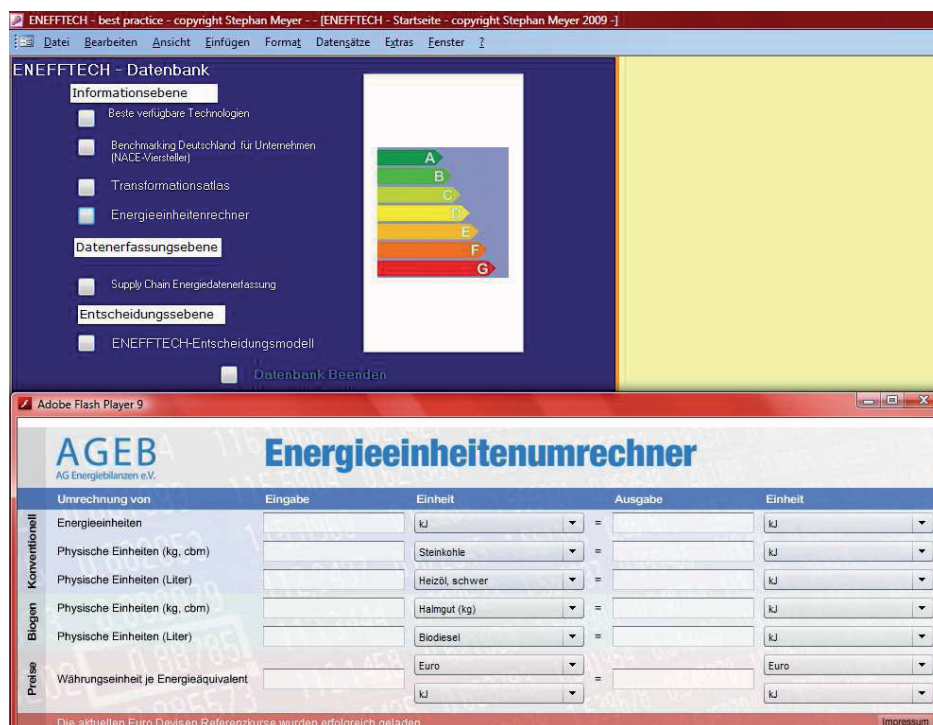 ENEFFTECH - best practice - copyright Stephan Meyer - - [ENEFFTECH - Startseite - copyright Stephan Meyer 2009 -]
Datei Bearbeiten Ansicht Einfügen Format Datensätze Extras Fenster ?
ENEFFTECH - Datenbank
Informationsebene
Beste verfügbare Technologien
Benchmarking Deutschland für Unternehmen
(NACE-Viersteller)
Transformationsatlas
Energieeinheitenrechner
Datenerfassungsebene
Supply Chain Energiedatenerfassung
Entscheidungssebene
ENEFFTECH-Entscheidungsmodell
Datenbank Beenden
A
B
C
D
E
F
G
Adobe Flash Player 9
AGEB
AG Energiebilanzen e.V.
Energieeinheitenumrechner
Umrechnung von Eingabe Einheit Ausgabe Einheit
Konventionell
Energieeinheiten kJ = kJ
Physische Einheiten (kg, cbm) Steinkohle = kJ
Physische Einheiten (Liter) Heizöl, schwer = kJ
Biogen
Physische Einheiten (kg, cbm) Halmgut (kg) = kJ
Physische Einheiten (Liter) Biodiesel = kJ
Preise
Währungseinheit je Energieäquivalent Euro = Euro
kJ kJ
Die aktuellen Euro Devisen Referenzkurse wurden erfolgreich geladen Impressum